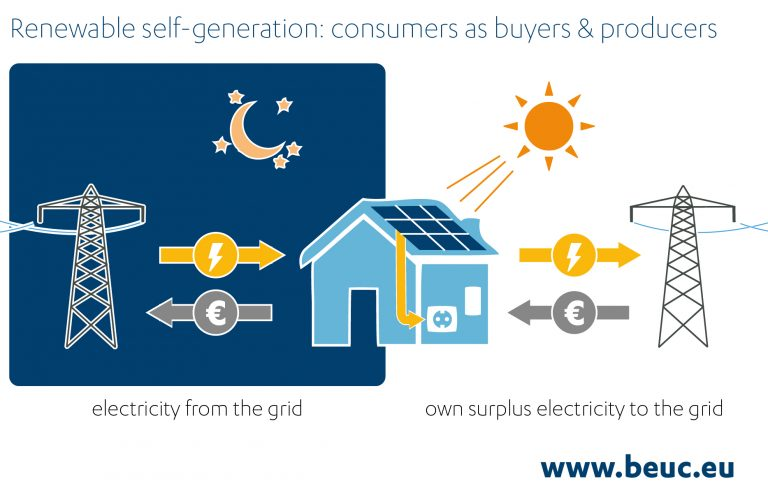 Renewable self-generation: consumers as buyers & producers
€
€
electricity from the grid
own surplus electricity to the grid
www.beuc.eu